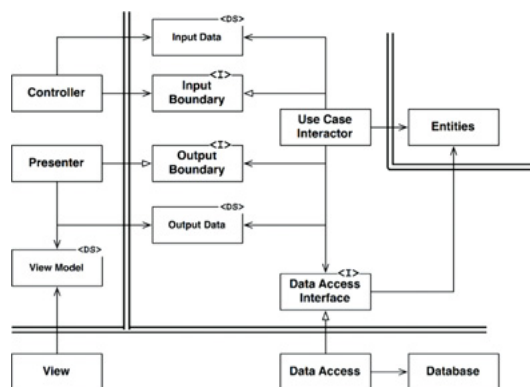 <DS>
Input Data
<I>
Controller
Input
Boundary
Use Case
Interactor
Entities
<I>
Presenter
Output
Boundary
<DS>
Output Data
<DS>
View Model
<I>
Data Access
Interface
View
Data Access
Database